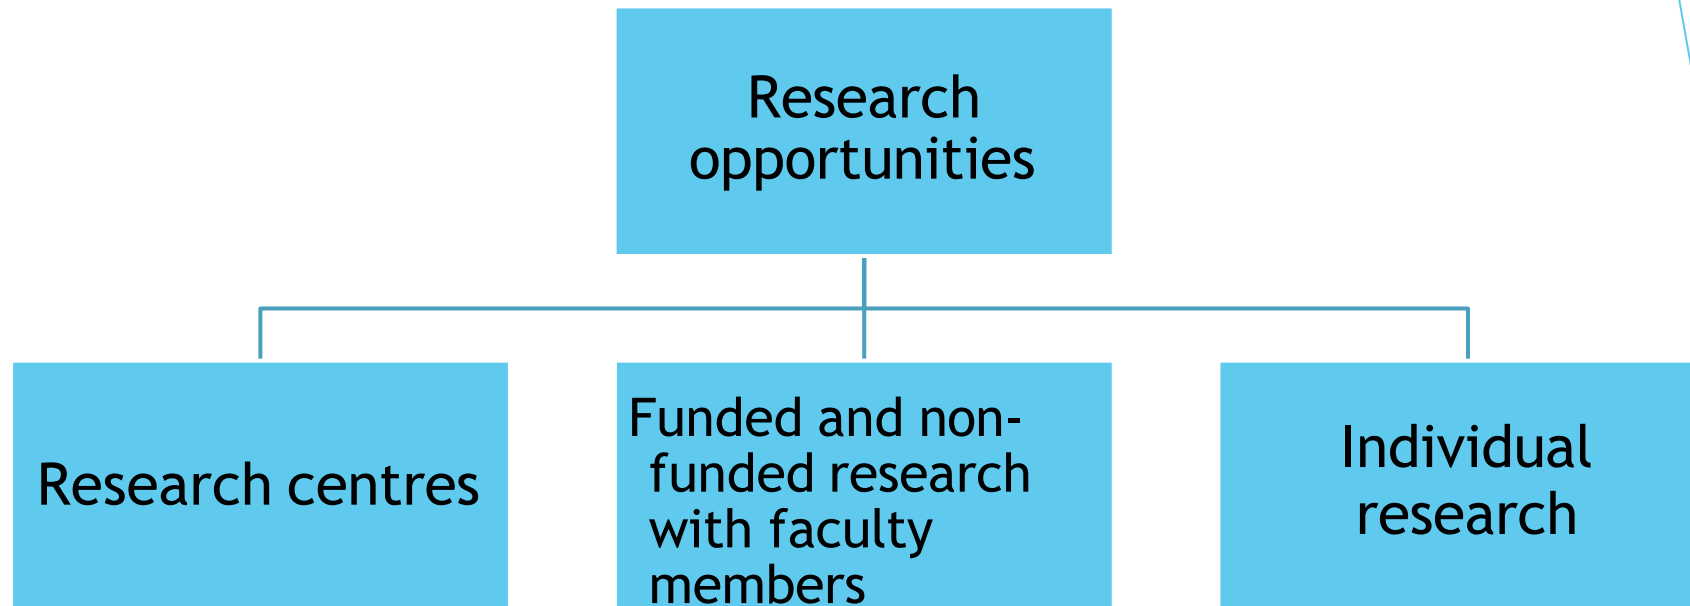 Research
opportunities
Research centres
Funded and non-
funded research
with faculty
members
Individual
research